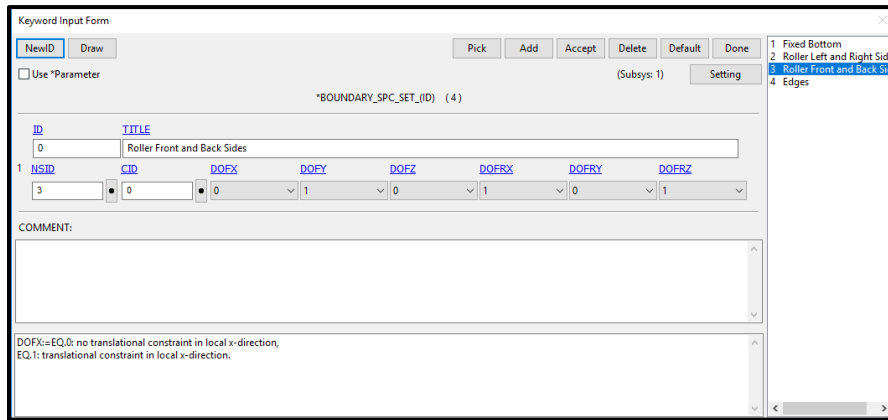 Keyword Input Form
NewID Draw Pick Add Accept Delete Default Done
Use *Parameter (Subsys: 1) Setting
*BOUNDARY_SPC_SET_(ID) (4)
ID TITLE
0 Roller Front and Back Sides
1 NSID CID DOFX DOFY DOFZ DOFRX DOFRY DOFRZ
3 0 0 1 0 1 0 1
COMMENT:
DOFX:=EQ.0: no translational constraint in local x-direction,
EQ.1: translational constraint in local x-direction.
1 Fixed Bottom
2 Roller Left and Right Sid
3 Roller Front and Back Si
4 Edges